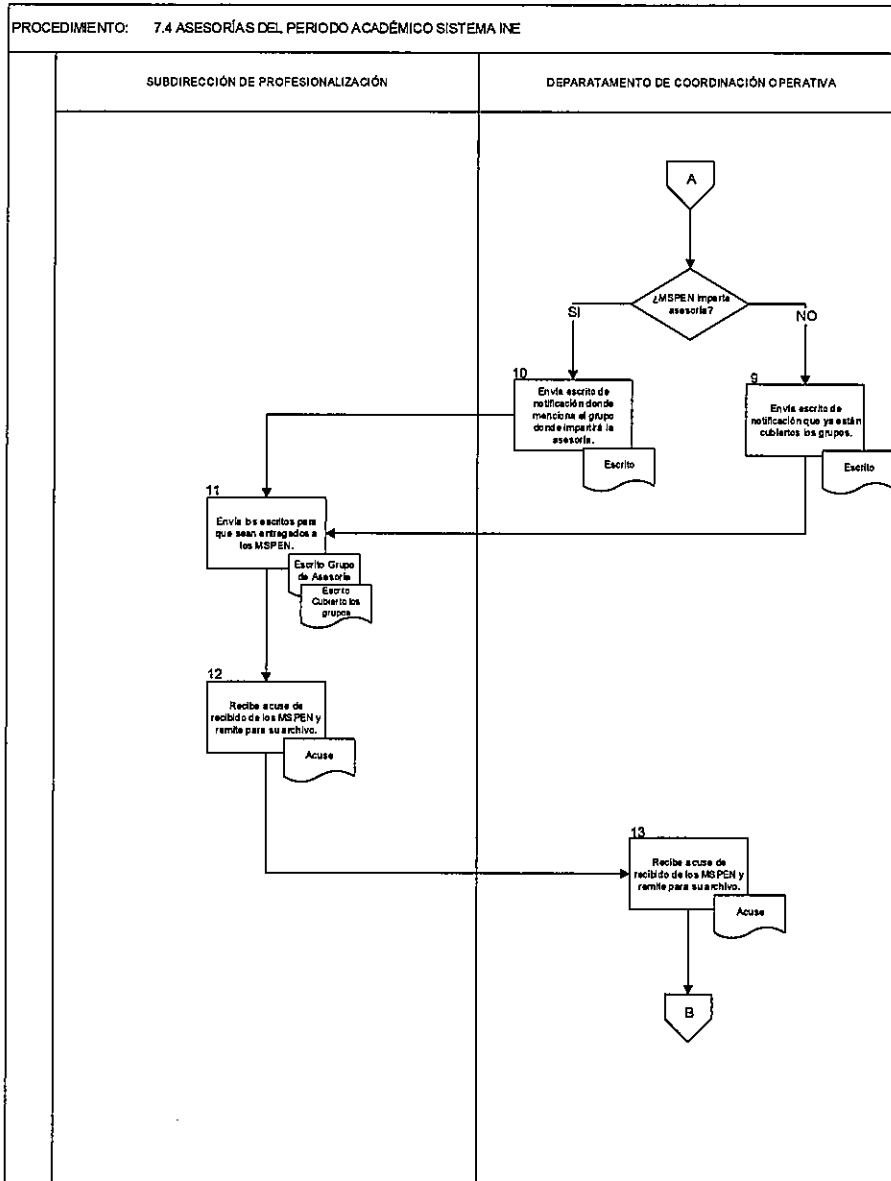 PROCEDIMIENTO: 7.4 ASESORÍAS DEL PERIODO ACADÉMICO SISTEMA INE
SUBDIRECCIÓN DE PROFESIONALIZACIÓN
DEPARATAMENTO DE COORDINACIÓN OPERATIVA
A
¿MSPEN imparte
asesoría?
SI
NO
10
Envía escrito de
notificación donde
menciona el grupo
donde impartirá la
asesoría.
Escrito
9
Envía escrito de
notificación que ya están
cubiertos los grupos.
Escrito
11
Envía los escritos para
que sean entregados a
los MSPEN.
Escrito Grupo
de Asesoría
Escrito
Cubierto los
grupos
12
Recibe acuse de
recibido de los MSPEN y
remite para su archivo.
Acuse
13
Recibe acuse de
recibido de los MSPEN y
remite para su archivo.
Acuse
B